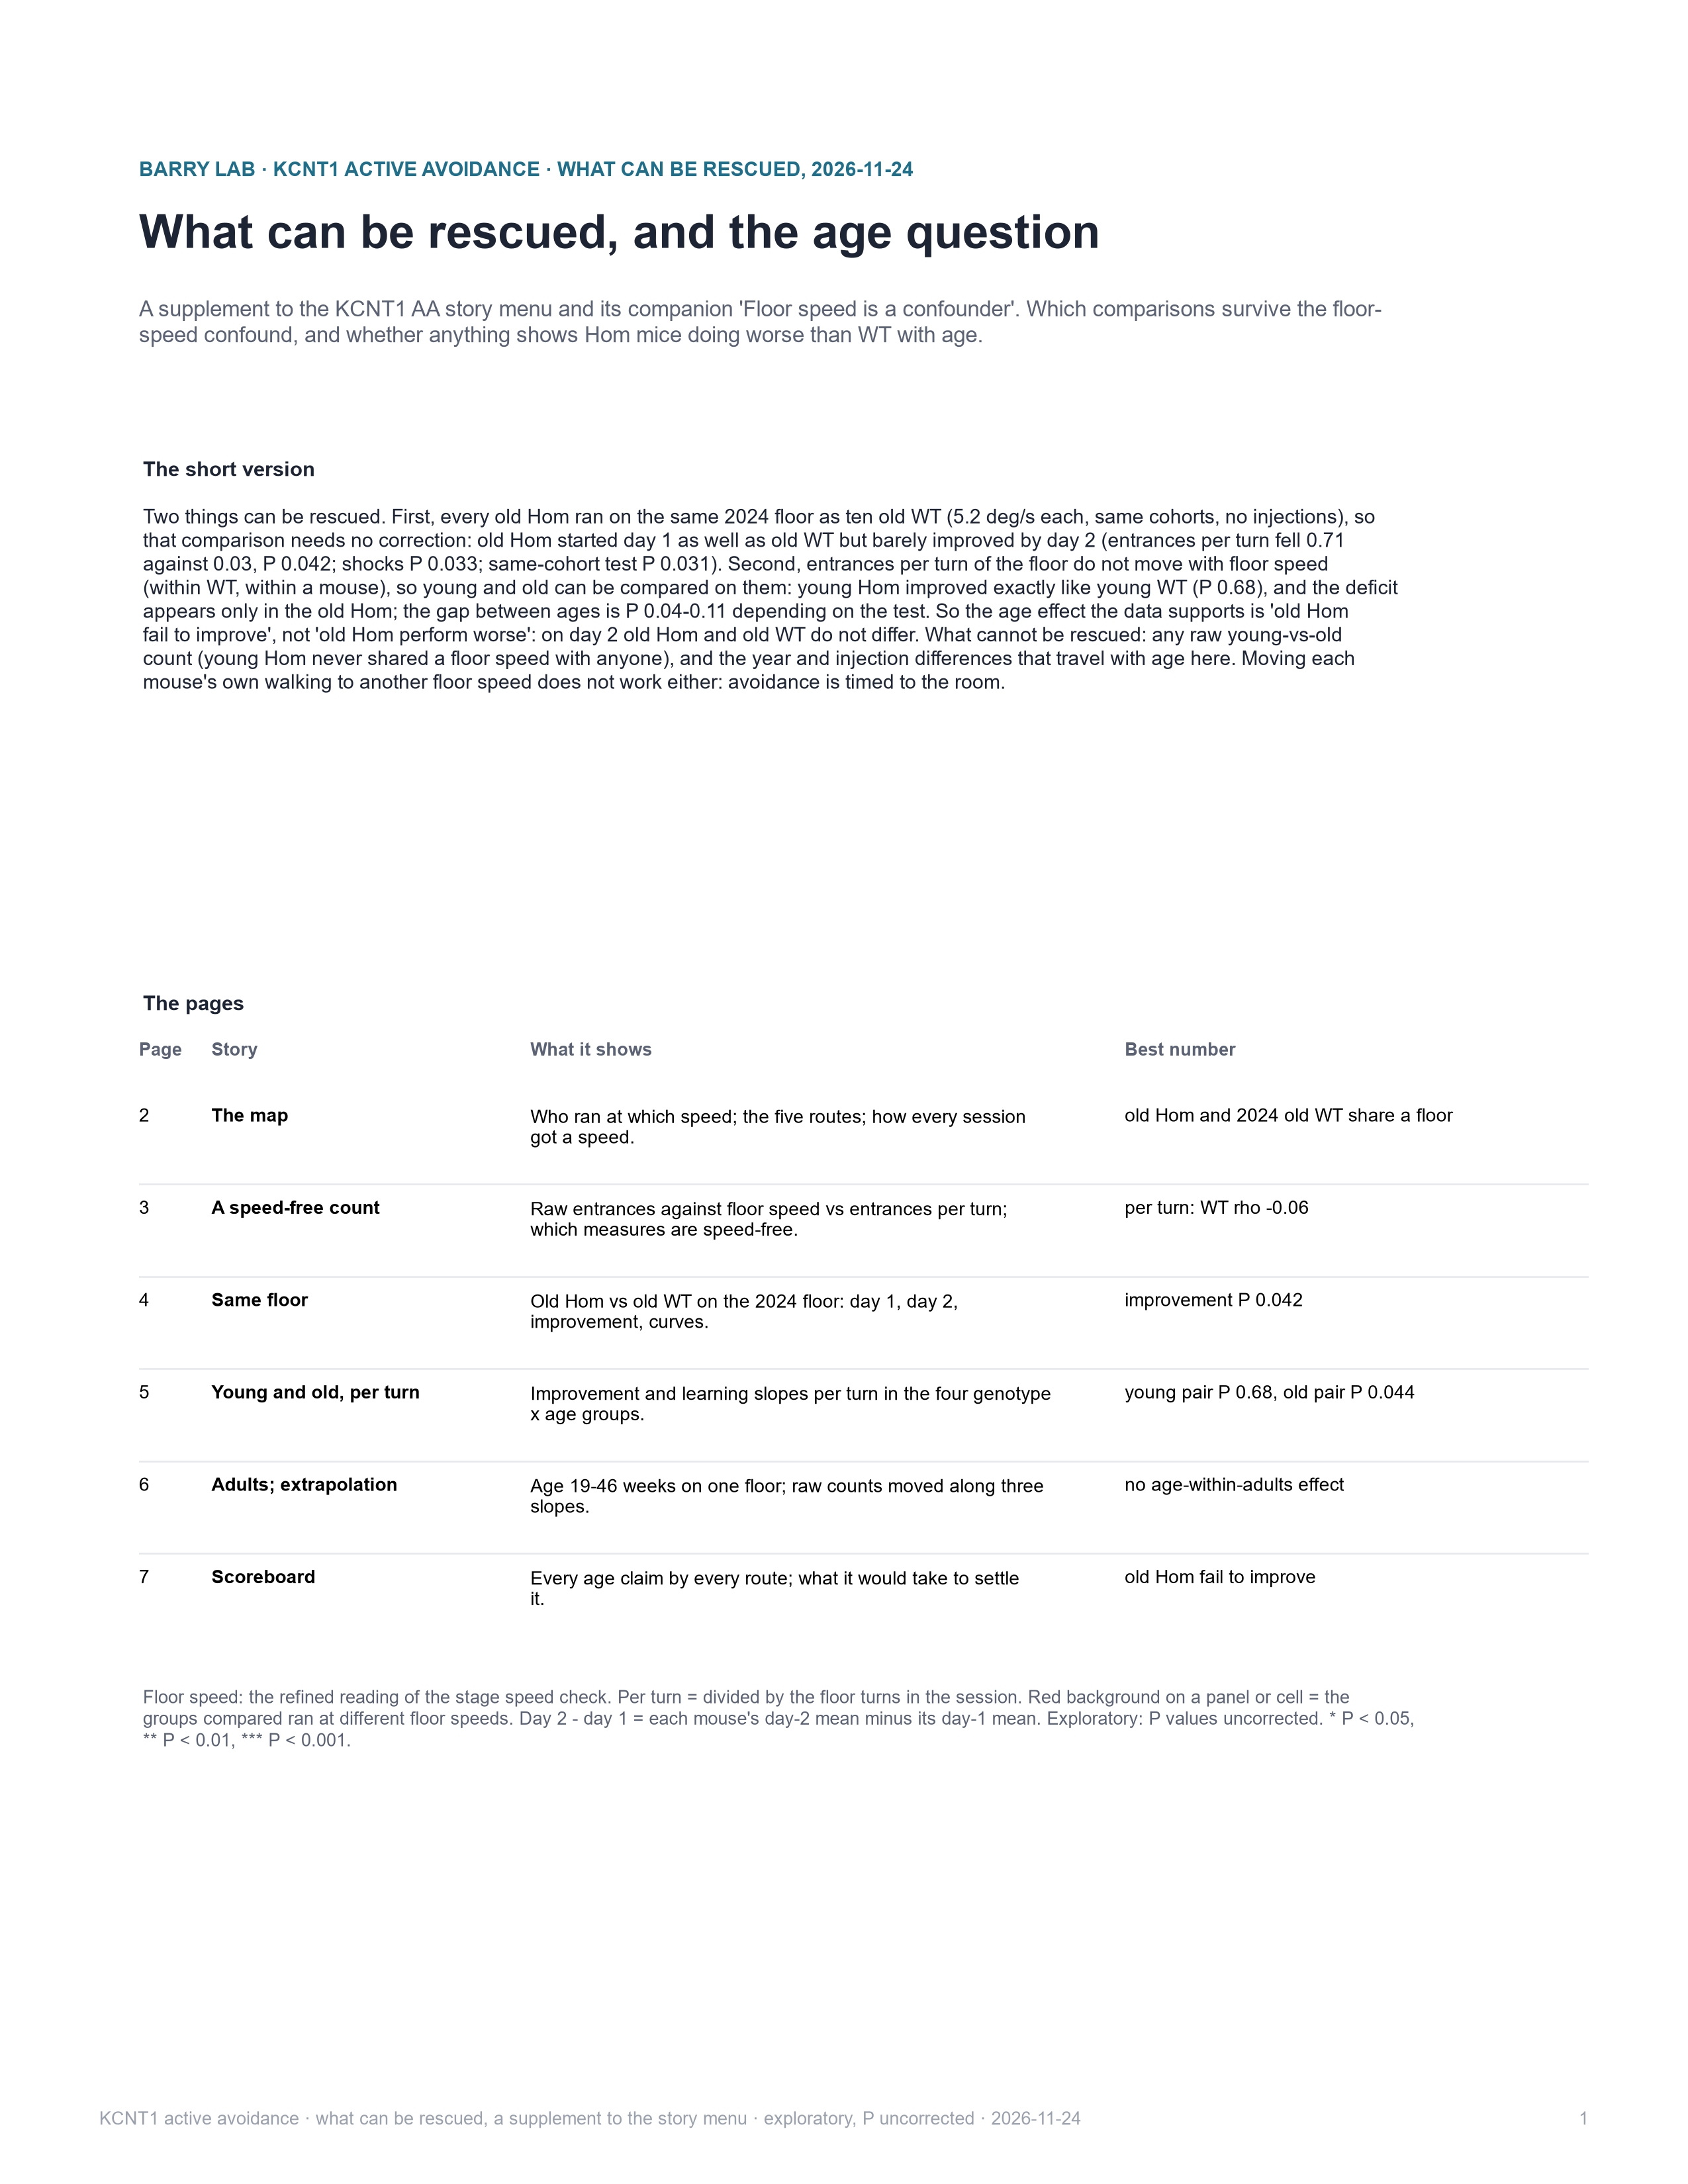 BARRY LAB · KCNT1 ACTIVE AVOIDANCE · WHAT CAN BE RESCUED, 2026-11-24
What can be rescued, and the age question
A supplement to the KCNT1 AA story menu and its companion 'Floor speed is a confounder'. Which comparisons survive the floor-
speed confound, and whether anything shows Hom mice doing worse than WT with age.
The short version
Two things can be rescued. First, every old Hom ran on the same 2024 floor as ten old WT (5.2 deg/s each, same cohorts, no injections), so
that comparison needs no correction: old Hom started day 1 as well as old WT but barely improved by day 2 (entrances per turn fell 0.71
against 0.03, P 0.042; shocks P 0.033; same-cohort test P 0.031). Second, entrances per turn of the floor do not move with floor speed
(within WT, within a mouse), so young and old can be compared on them: young Hom improved exactly like young WT (P 0.68), and the deficit
appears only in the old Hom; the gap between ages is P 0.04-0.11 depending on the test. So the age effect the data supports is 'old Hom
fail to improve', not 'old Hom perform worse': on day 2 old Hom and old WT do not differ. What cannot be rescued: any raw young-vs-old
count (young Hom never shared a floor speed with anyone), and the year and injection differences that travel with age here. Moving each
mouse's own walking to another floor speed does not work either: avoidance is timed to the room.
The pages
Page Story What it shows Best number
2 The map Who ran at which speed; the five routes; how every session old Hom and 2024 old WT share a floor
got a speed.
3 A speed-free count Raw entrances against floor speed vs entrances per turn; per turn: WT rho -0.06
which measures are speed-free.
4 Same floor Old Hom vs old WT on the 2024 floor: day 1, day 2, improvement P 0.042
improvement, curves.
5 Young and old, per turn Improvement and learning slopes per turn in the four genotype young pair P 0.68, old pair P 0.044
x age groups.
6 Adults; extrapolation Age 19-46 weeks on one floor; raw counts moved along three no age-within-adults effect
slopes.
7 Scoreboard Every age claim by every route; what it would take to settle old Hom fail to improve
it.
Floor speed: the refined reading of the stage speed check. Per turn = divided by the floor turns in the session. Red background on a panel or cell = the
groups compared ran at different floor speeds. Day 2 - day 1 = each mouse's day-2 mean minus its day-1 mean. Exploratory: P values uncorrected. * P < 0.05,
** P < 0.01, *** P < 0.001.
KCNT1 active avoidance · what can be rescued, a supplement to the story menu · exploratory, P uncorrected · 2026-11-24 1